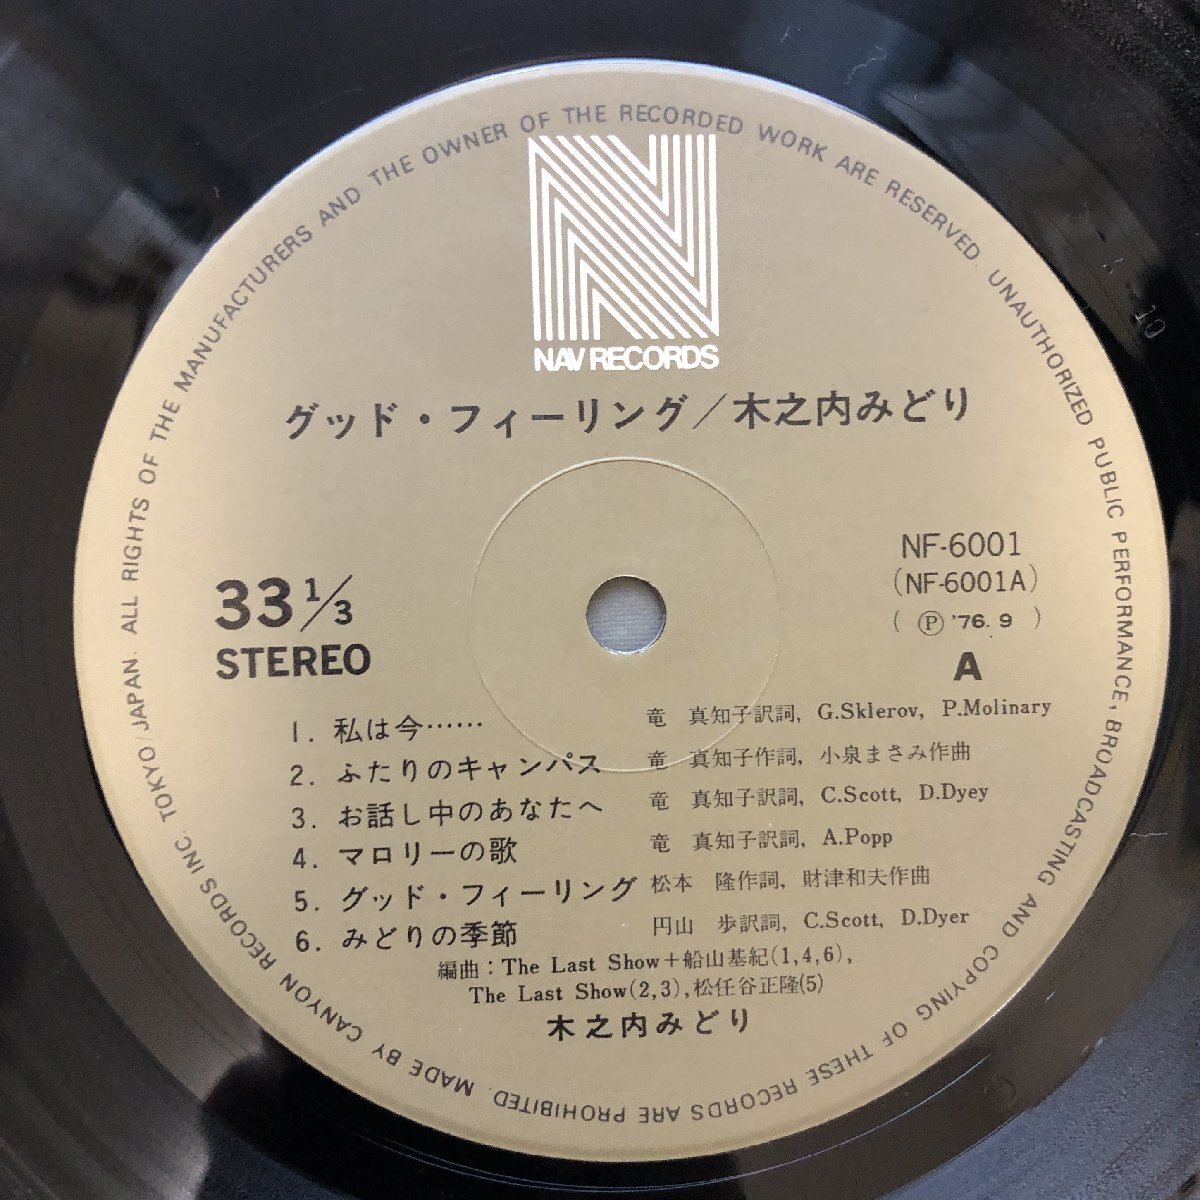 NAV RECORDS
グッド・フィーリング／木之内みどり
NF-6001
(NF-6001A)
(Ⓟ '76. 9 )
A
33 1/3
STEREO
1. 私は今…… 竜 真知子訳詞, G.Sklerov, P.Molinary
2. ふたりのキャンパス 竜 真知子作詞, 小泉まさみ作曲
3. お話し中のあなたへ 竜 真知子訳詞, C.Scott, D.Dyey
4. マロリーの歌 竜 真知子訳詞, A.Popp
5. グッド・フィーリング 松本 隆作詞, 財津和夫作曲
6. みどりの季節 円山 歩訳詞, C.Scott, D.Dyer
編曲：The Last Show＋船山基紀(1,4,6),
The Last Show(2,3),松任谷正隆(5)
木之内みどり
ALL RIGHTS OF THE MANUFACTURERS AND THE OWNER OF THE RECORDED WORK ARE RESERVED. UNAUTHORIZED PUBLIC PERFORMANCE, BROADCASTING AND COPYING OF THESE RECORDS ARE PROHIBITED. MADE BY CANYON RECORDS INC. TOKYO/JAPAN.
10